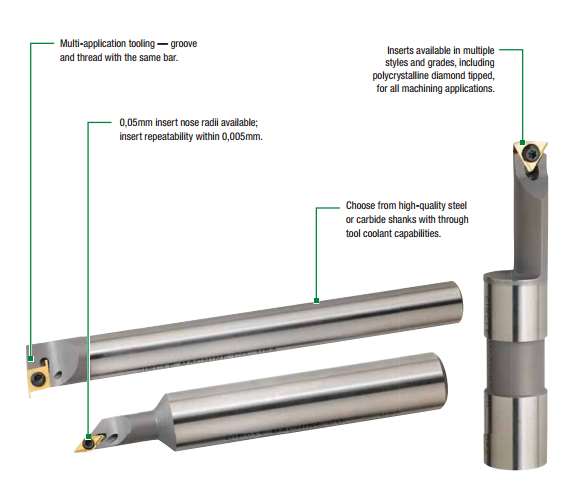 Multi-application tooling — groove
and thread with the same bar.
Inserts available in multiple
styles and grades, including
polycrystalline diamond tipped,
for all machining applications.
0,05mm insert nose radii available;
insert repeatability within 0,005mm.
Choose from high-quality steel
or carbide shanks with through
tool coolant capabilities.